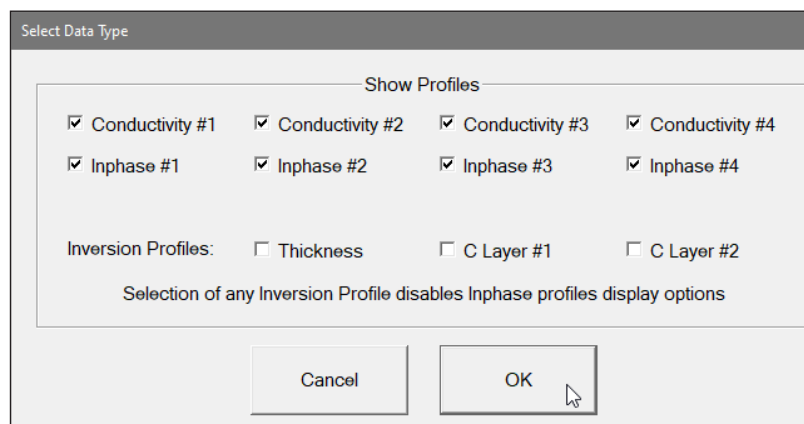 Select Data Type
Show Profiles
Conductivity #1 Conductivity #2 Conductivity #3 Conductivity #4
Inphase #1 Inphase #2 Inphase #3 Inphase #4
Inversion Profiles: Thickness C Layer #1 C Layer #2
Selection of any Inversion Profile disables Inphase profiles display options
Cancel OK